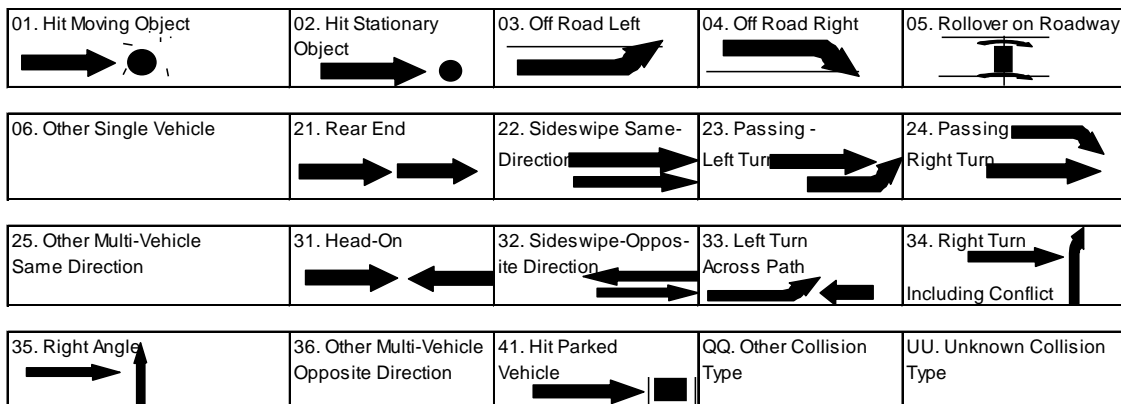 01. Hit Moving Object
02. Hit Stationary
Object
03. Off Road Left
04. Off Road Right
05. Rollover on Roadway
06. Other Single Vehicle
21. Rear End
22. Sideswipe Same-
Direction
23. Passing -
Left Turn
24. Passing
Right Turn
25. Other Multi-Vehicle
Same Direction
31. Head-On
32. Sideswipe-Oppos-
ite Direction
33. Left Turn
Across Path
34. Right Turn
Including Conflict
35. Right Angle
36. Other Multi-Vehicle
Opposite Direction
41. Hit Parked
Vehicle
QQ. Other Collision
Type
UU. Unknown Collision
Type